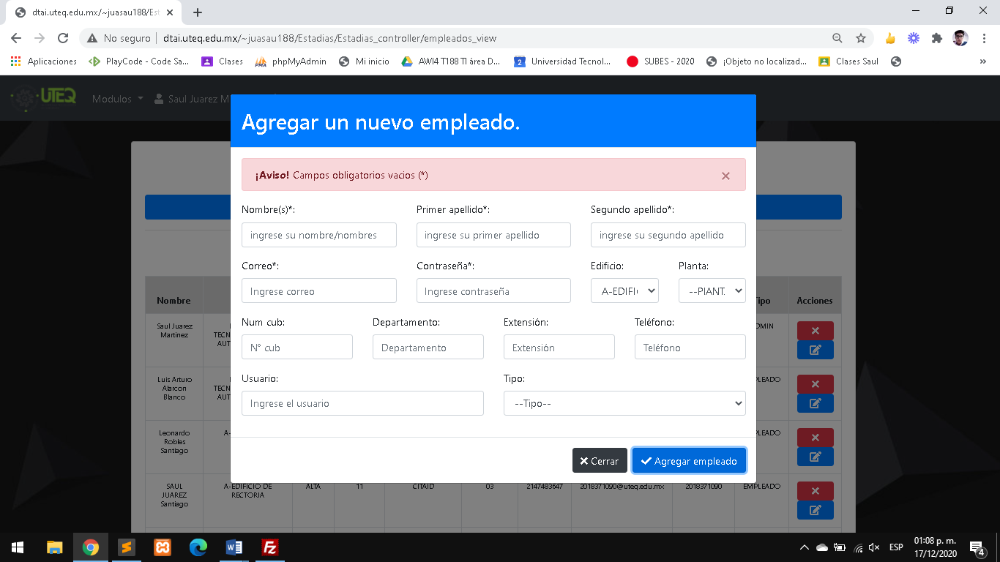 dtai.uteq.edu.mx/~juasau188/Est
No seguro | dtai.uteq.edu.mx/~juasau188/Estadias/Estadias_controller/empleados_view
Aplicaciones PlayCode - Code Sa... Clases phpMyAdmin Mi inicio AWI4 T188 TI área D... Universidad Tecnol... SUBES - 2020 ¡Objeto no localizad... Clases Saul »
UTEQ Modulos Saul Juarez M
Agregar un nuevo empleado.
¡Aviso! Campos obligatorios vacios (*) ×
Nombre(s)*: Primer apellido*: Segundo apellido*:
ingrese su nombre/nombres ingrese su primer apellido ingrese su segundo apellido
Correo*: Contraseña*: Edificio: Planta:
Ingrese correo Ingrese contraseña A-EDIFI --PlANT
Num cub: Departamento: Extensión: Teléfono:
N° cub Departamento Extensión Teléfono
Usuario: Tipo:
Ingrese el usuario --Tipo--
Cerrar Agregar empleado
Nombre Tipo Acciones
Saul Juarez
Martinez
TECN
AUT
DMIN
Luis Arturo
Alarcon
Blanco
TECN
AUT
PLEADO
Leonardo
Robles
Santiago
A-
PLEADO
SAUL
JUAREZ
Santiago
A-EDIFICIO DE
RECTORIA
ALTA 11 CITAID 03 2147483647 2018371090@uteq.edu.mx 2018371090 EMPLEADO
ESP
01:08 p. m.
17/12/2020
4